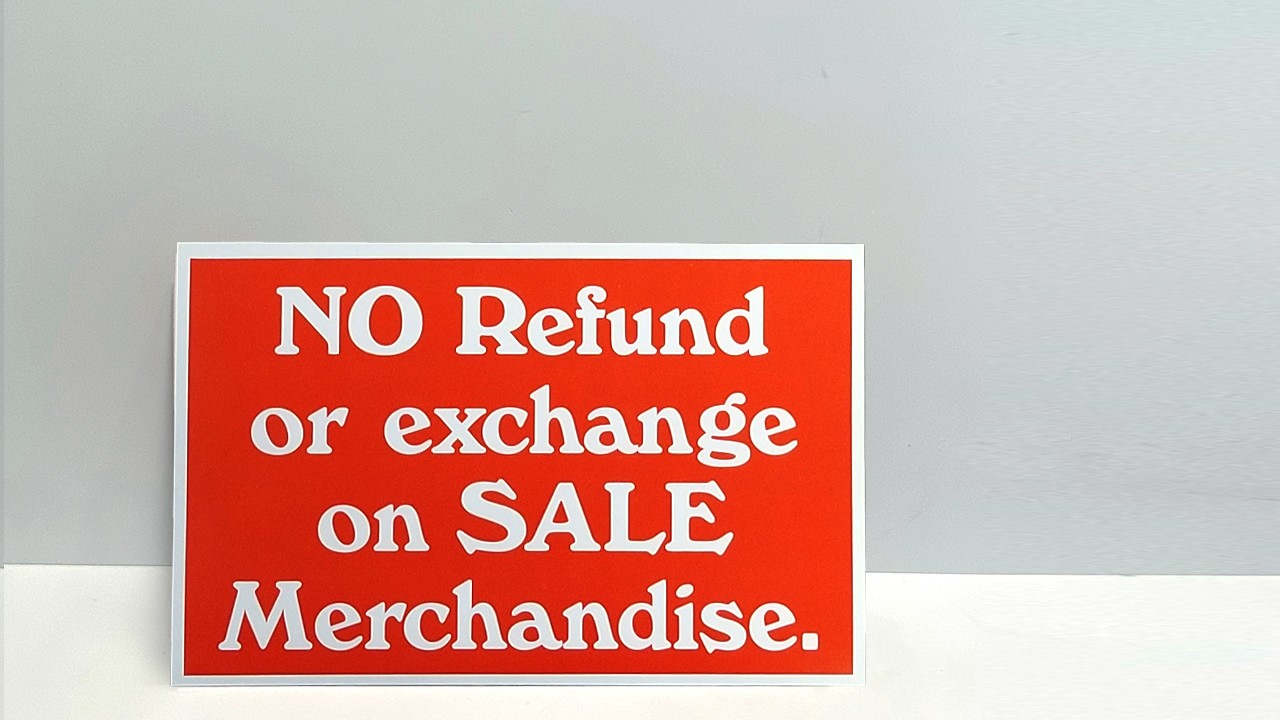 NO Refund
or exchange
on SALE
Merchandise.